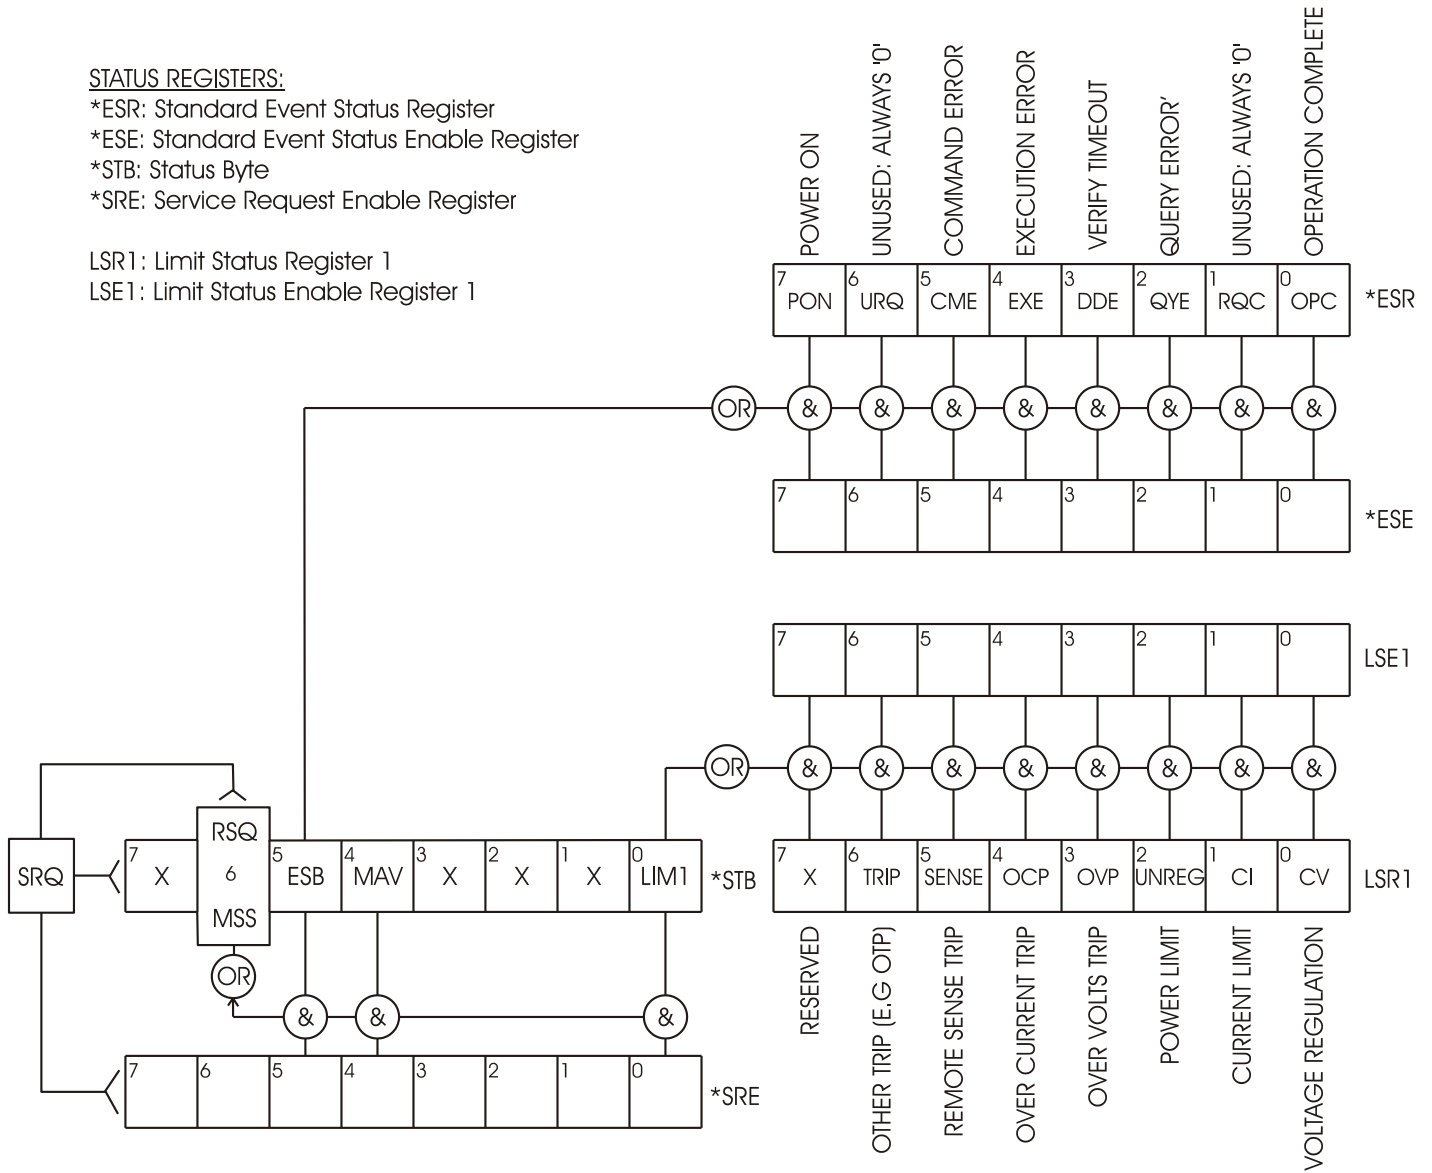 STATUS REGISTERS:
*ESR: Standard Event Status Register
*ESE: Standard Event Status Enable Register
*STB: Status Byte
*SRE: Service Request Enable Register
LSR1: Limit Status Register 1
LSE1: Limit Status Enable Register 1
POWER ON
UNUSED: ALWAYS '0'
COMMAND ERROR
EXECUTION ERROR
VERIFY TIMEOUT
QUERY ERROR'
UNUSED: ALWAYS '0'
OPERATION COMPLETE
7 6 5 4 3 2 1 0
PON URQ CME EXE DDE QYE RQC OPC *ESR
OR & & & & & & & &
7 6 5 4 3 2 1 0
*ESE
7 6 5 4 3 2 1 0
LSE1
OR & & & & & & & &
7 6 5 4 3 2 1 0
X TRIP SENSE OCP OVP UNREG CI CV LSR1
RESERVED
OTHER TRIP (E.G OTP)
REMOTE SENSE TRIP
OVER CURRENT TRIP
OVER VOLTS TRIP
POWER LIMIT
CURRENT LIMIT
VOLTAGE REGULATION
SRQ
RSQ
7 5 4 3 2 1 0
X 6 ESB MAV X X X LIM1 *STB
MSS
OR
& & &
7 6 5 4 3 2 1 0
*SRE